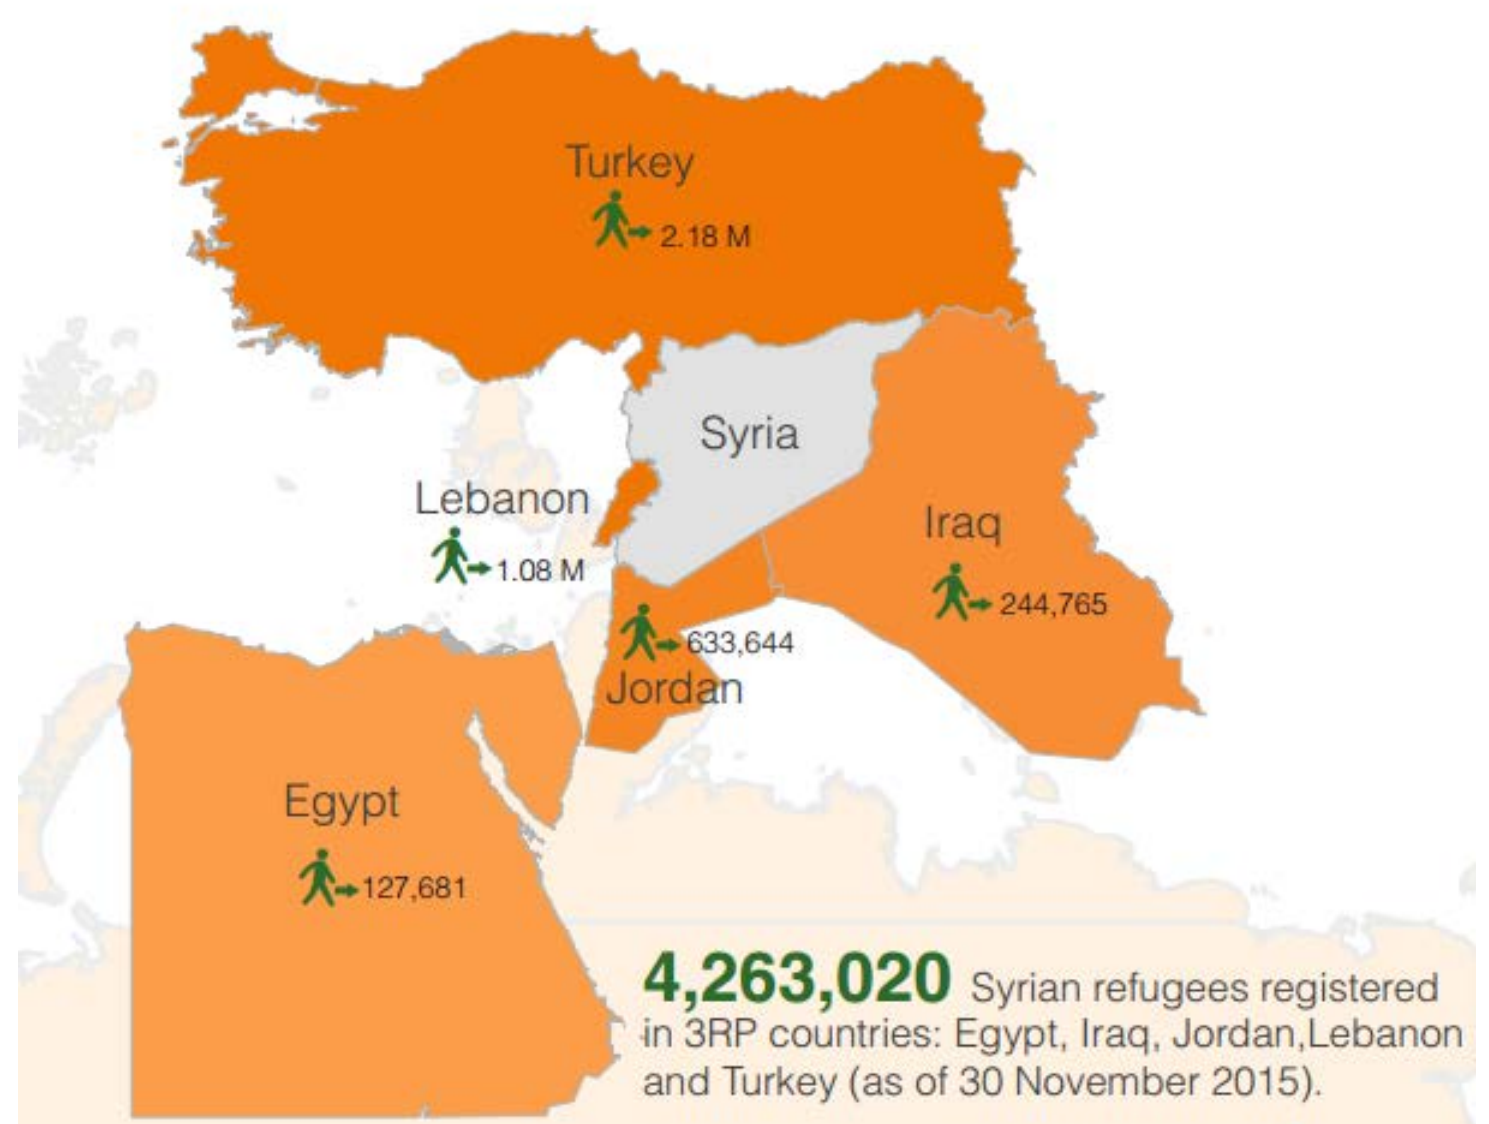 Turkey
2.18 M
Syria
Lebanon
1.08 M
Iraq
244,765
633,644
Jordan
Egypt
127,681
4,263,020 Syrian refugees registered
in 3RP countries: Egypt, Iraq, Jordan,Lebanon
and Turkey (as of 30 November 2015).